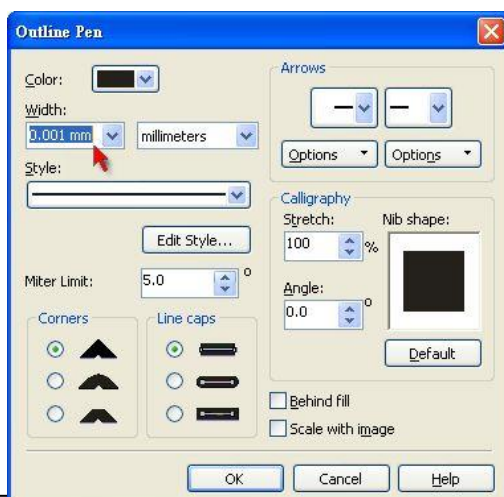 Outline Pen
Color:
Width:
0.001 mm
millimeters
Style:
Edit Style...
Miter Limit:
5.0
°
Corners
Line caps
Arrows
Options
Options
Calligraphy
Stretch:
Nib shape:
100
%
Angle:
0.0
°
Default
Behind fill
Scale with image
OK
Cancel
Help